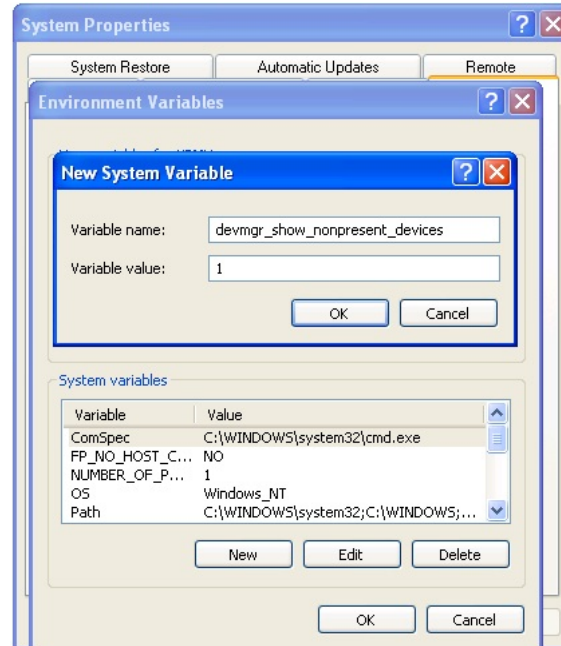 System Properties
System Restore Automatic Updates Remote
Environment Variables
New System Variable
Variable name: devmgr_show_nonpresent_devices
Variable value: 1
OK Cancel
System variables
Variable Value
ComSpec C:\WINDOWS\system32\cmd.exe
FP_NO_HOST_C... NO
NUMBER_OF_P... 1
OS Windows_NT
Path C:\WINDOWS\system32;C:\WINDOWS;...
New Edit Delete
OK Cancel